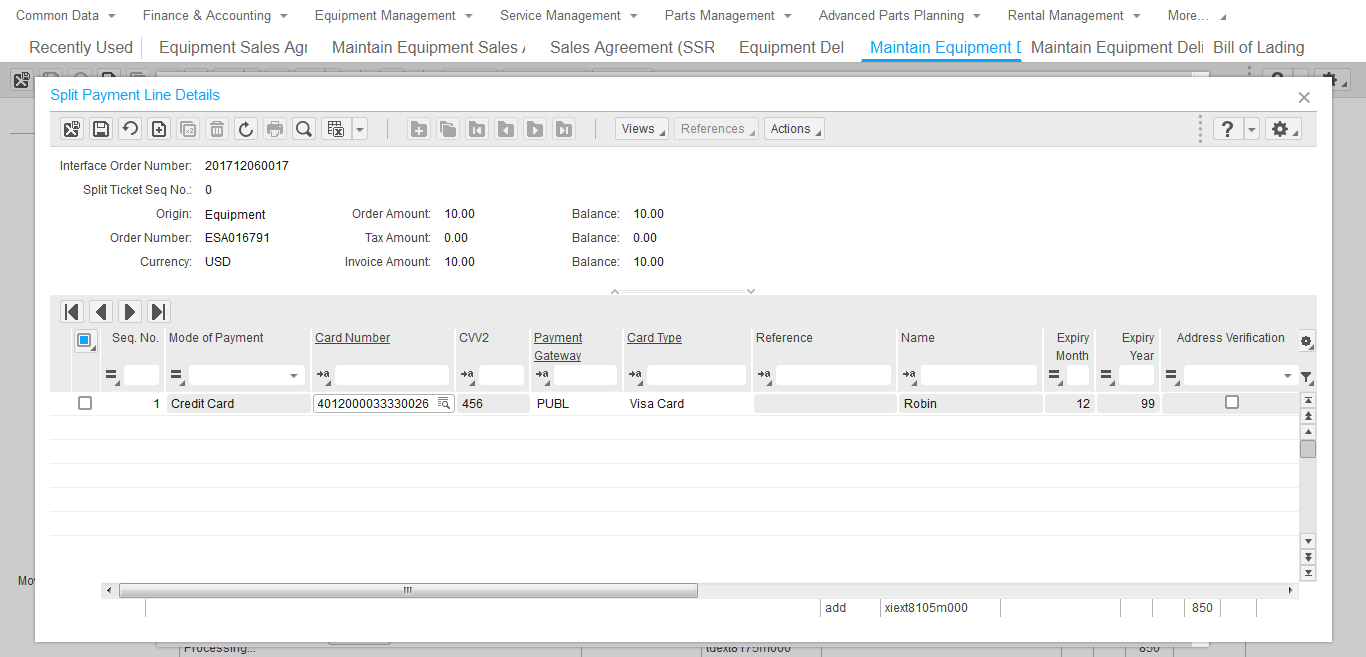 Common Data Finance & Accounting Equipment Management Service Management Parts Management Advanced Parts Planning Rental Management More...
Recently Used Equipment Sales Agr Maintain Equipment Sales Sales Agreement (SSR Equipment Del Maintain Equipment Maintain Equipment Deli Bill of Lading
Split Payment Line Details
Views References Actions ?
Interface Order Number: 201712060017
Split Ticket Seq No.: 0
Origin: Equipment Order Amount: 10.00 Balance: 10.00
Order Number: ESA016791 Tax Amount: 0.00 Balance: 0.00
Currency: USD Invoice Amount: 10.00 Balance: 10.00
Seq. No. Mode of Payment Card Number CVV2 Payment Gateway Card Type Reference Name Expiry Month Expiry Year Address Verification
1 Credit Card 4012000033330026 456 PUBL Visa Card Robin 12 99
Mov
add xiext8105m000 850
Processing... tdext8175m000 850